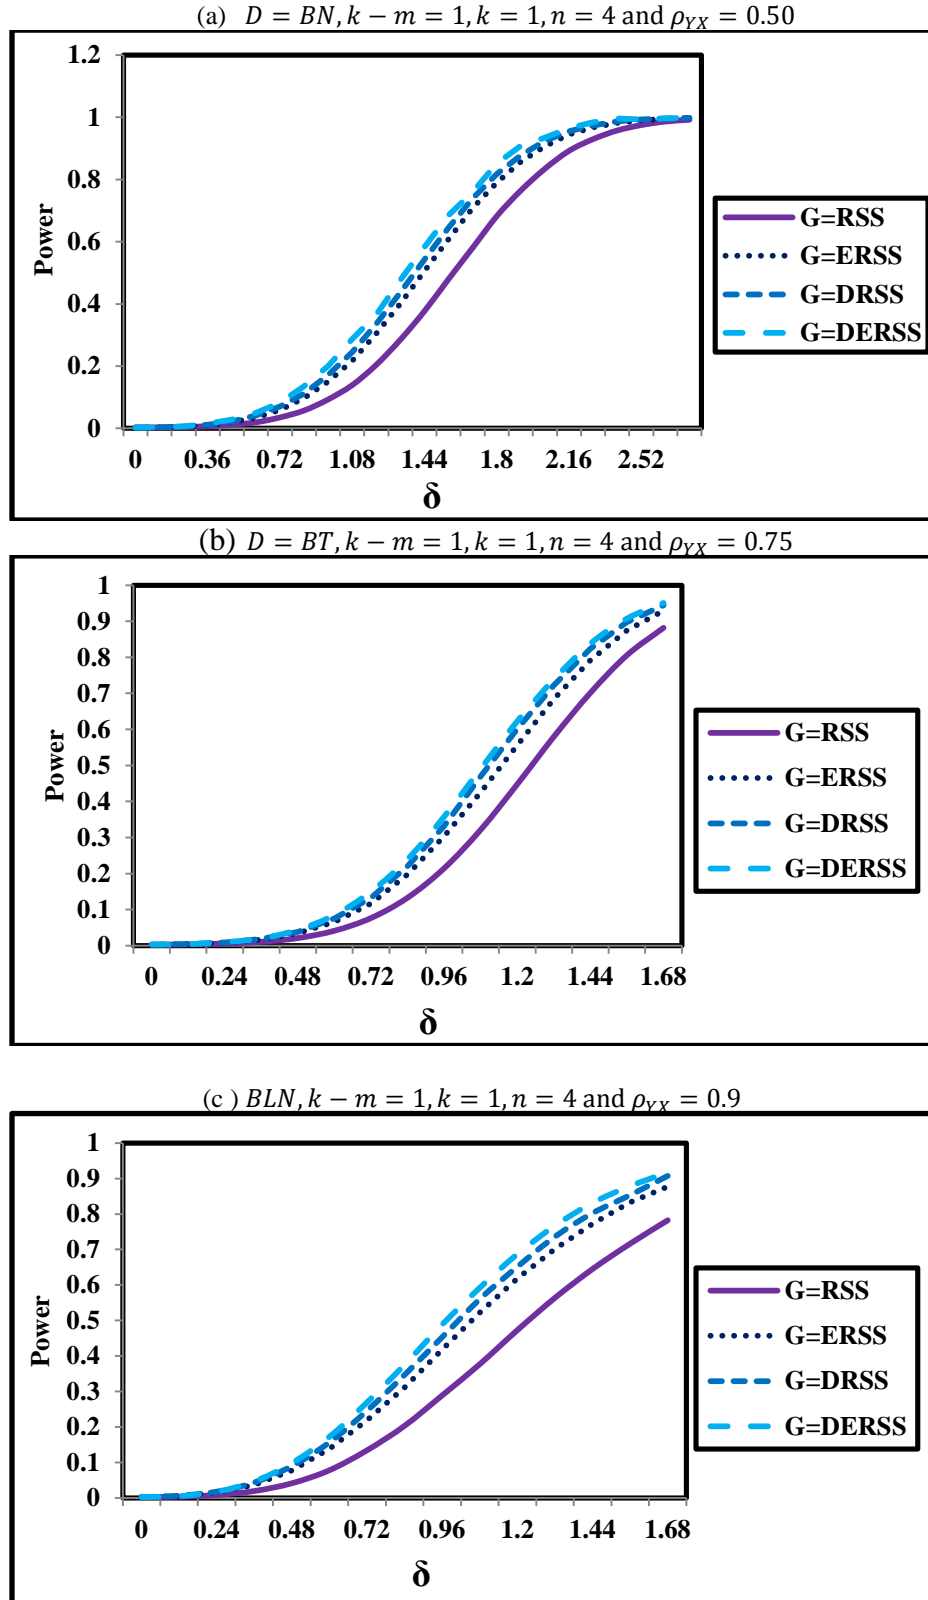 (a) D = BN, k − m = 1, k = 1, n = 4 and ρYX = 0.50
1.2
1
0.8
0.6
0.4
0.2
0
Power
0 0.36 0.72 1.08 1.44 1.8 2.16 2.52
δ
G=RSS
G=ERSS
G=DRSS
G=DERSS
(b) D = BT, k − m = 1, k = 1, n = 4 and ρYX = 0.75
1
0.9
0.8
0.7
0.6
0.5
0.4
0.3
0.2
0.1
0
Power
0 0.24 0.48 0.72 0.96 1.2 1.44 1.68
δ
G=RSS
G=ERSS
G=DRSS
G=DERSS
(c ) BLN, k − m = 1, k = 1, n = 4 and ρYX = 0.9
1
0.9
0.8
0.7
0.6
0.5
0.4
0.3
0.2
0.1
0
Power
0 0.24 0.48 0.72 0.96 1.2 1.44 1.68
δ
G=RSS
G=ERSS
G=DRSS
G=DERSS